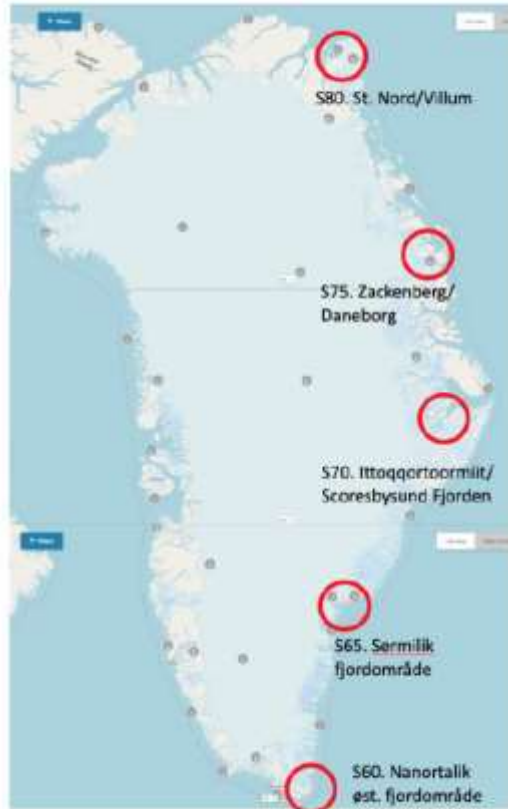 S80. St. Nord/Villum
S75. Zackenberg/
Daneborg
S70. Ittoqqortoormiit/
Scoresbysund Fjorden
S65. Sermilik
fjordområde
S60. Nanortalik
øst. fjordområde